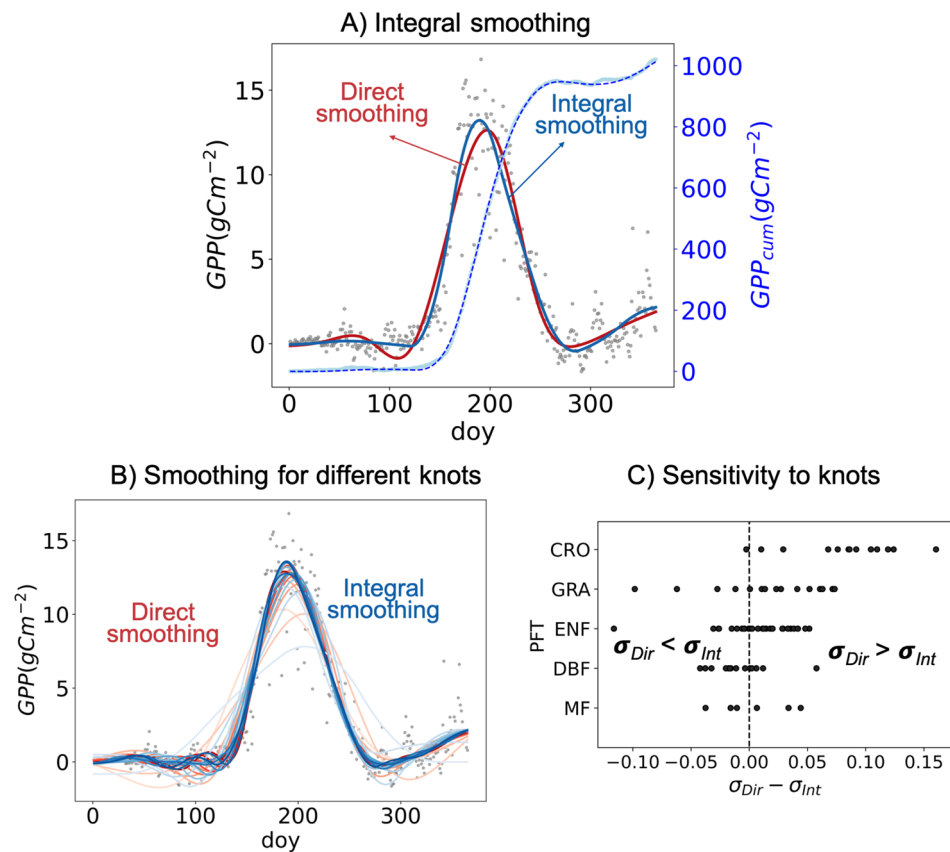 A) Integral smoothing
15
10
5
0
GPP(gCm⁻²)
Direct
smoothing
Integral
smoothing
1000
800
600
400
200
0
GPP_cum(gCm⁻²)
0 100 200 300
doy
B) Smoothing for different knots
15
10
5
0
GPP(gCm⁻²)
Direct
smoothing
Integral
smoothing
0 100 200 300
doy
C) Sensitivity to knots
PFT
CRO
GRA
ENF
DBF
MF
σ_Dir < σ_Int
σ_Dir > σ_Int
−0.10 −0.05 0.00 0.05 0.10 0.15
σ_Dir − σ_Int